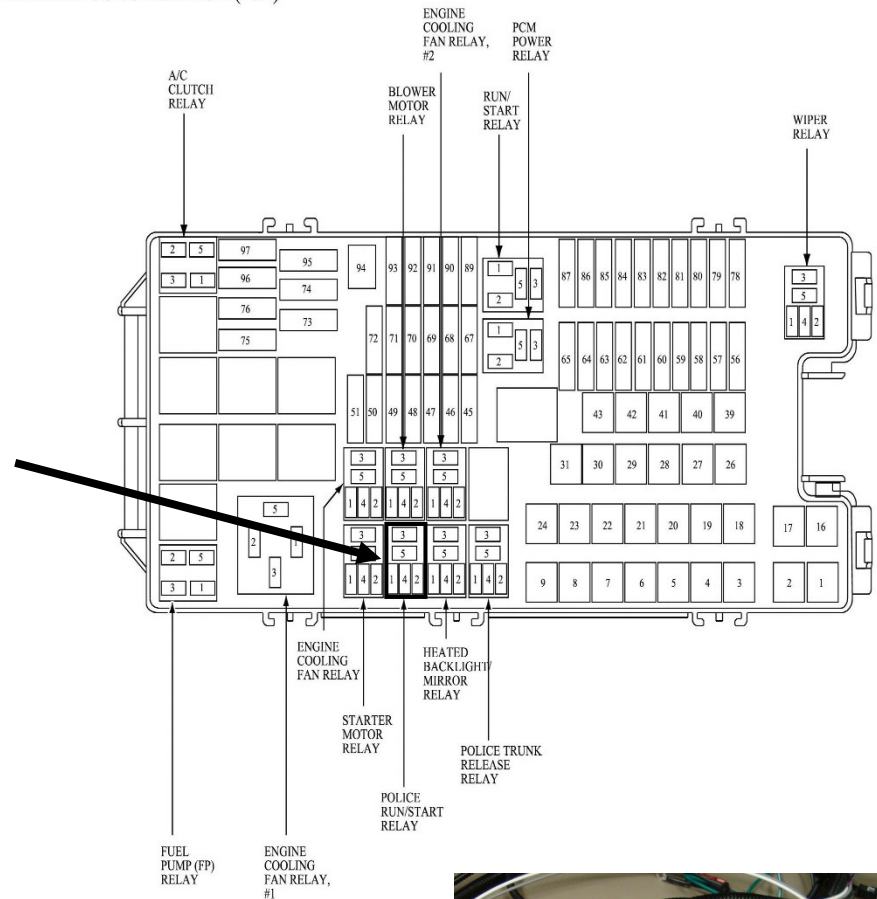 ENGINE
COOLING
FAN RELAY,
#2
PCM
POWER
RELAY
A/C
CLUTCH
RELAY
BLOWER
MOTOR
RELAY
RUN/
START
RELAY
WIPER
RELAY
2 5
3 1
97
96
76
75
95
74
73
94
93 92 91 90 89
72 71 70 69 68 67
51 50 49 48 47 46 45
1
5 3
2
1
5 3
2
87 86 85 84 83 82 81 80 79 78
3
5
1 4 2
65 64 63 62 61 60 59 58 57 56
43 42 41 40 39
31 30 29 28 27 26
3 3 3
5 5 5
1 4 2 1 4 2 1 4 2
5
2 1
3
24 23 22 21 20 19 18 17 16
3 3 3 3
5 5 5
1 4 2 1 4 2 1 4 2 1 4 2
2 5
3 1
9 8 7 6 5 4 3 2 1
ENGINE
COOLING
FAN RELAY
HEATED
BACKLIGHT/
MIRROR
RELAY
STARTER
MOTOR
RELAY
POLICE TRUNK
RELEASE
RELAY
POLICE
RUN/START
RELAY
FUEL
PUMP (FP)
RELAY
ENGINE
COOLING
FAN RELAY,
#1